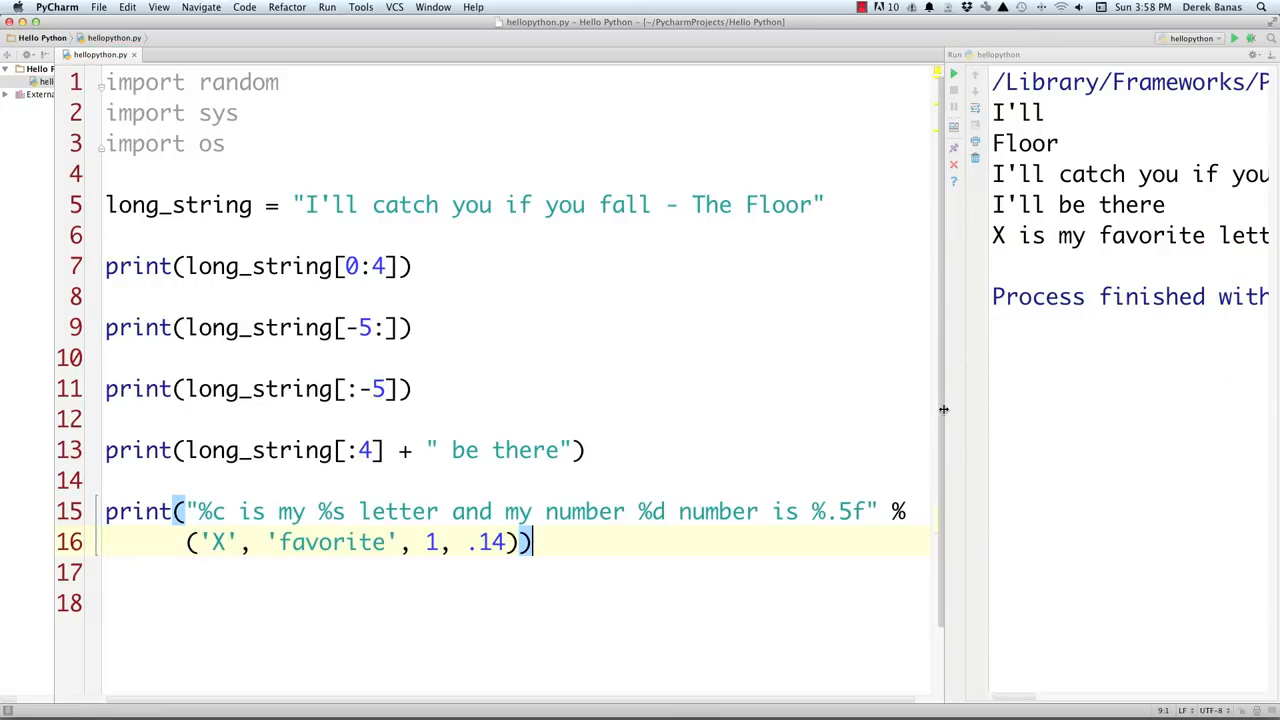 PyCharm File Edit View Navigate Code Refactor Run Tools VCS Window Help 10 Sun 3:58 PM Derek Banas
hellopython.py - Hello Python - [~/PycharmProjects/Hello Python]
Hello Python hellopython.py hellopython
hellopython.py Run hellopython
Hello P
hell
Externa
1 import random
2 import sys
3 import os
4
5 long_string = "I'll catch you if you fall - The Floor"
6
7 print(long_string[0:4])
8
9 print(long_string[-5:])
10
11 print(long_string[:-5])
12
13 print(long_string[:4] + " be there")
14
15 print("%c is my %s letter and my number %d number is %.5f" %
16 ('X', 'favorite', 1, .14))
17
18
/Library/Frameworks/P
I'll
Floor
I'll catch you if you
I'll be there
X is my favorite lett
Process finished with
9:1 LF UTF-8